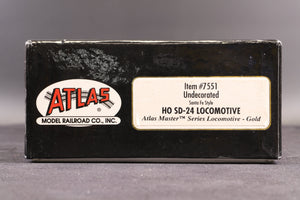 ATLAS
MODEL RAILROAD CO., INC.
Item #7551
Undecorated
Santa Fe Style
HO SD-24 LOCOMOTIVE
Atlas Master™ Series Locomotive - Gold